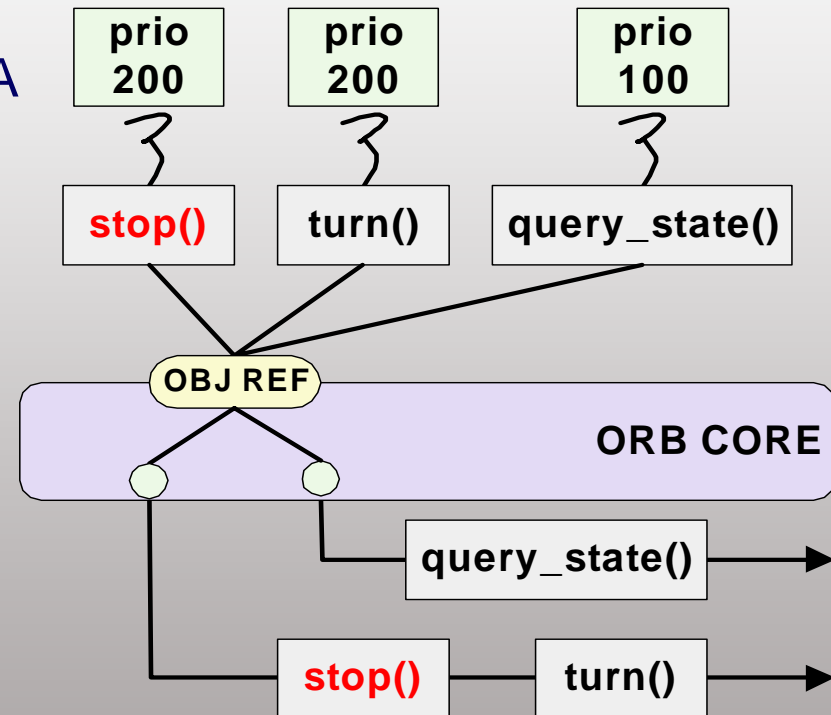 A
prio
200
prio
200
prio
100
stop()
turn()
query_state()
OBJ REF
ORB CORE
query_state()
stop()
turn()